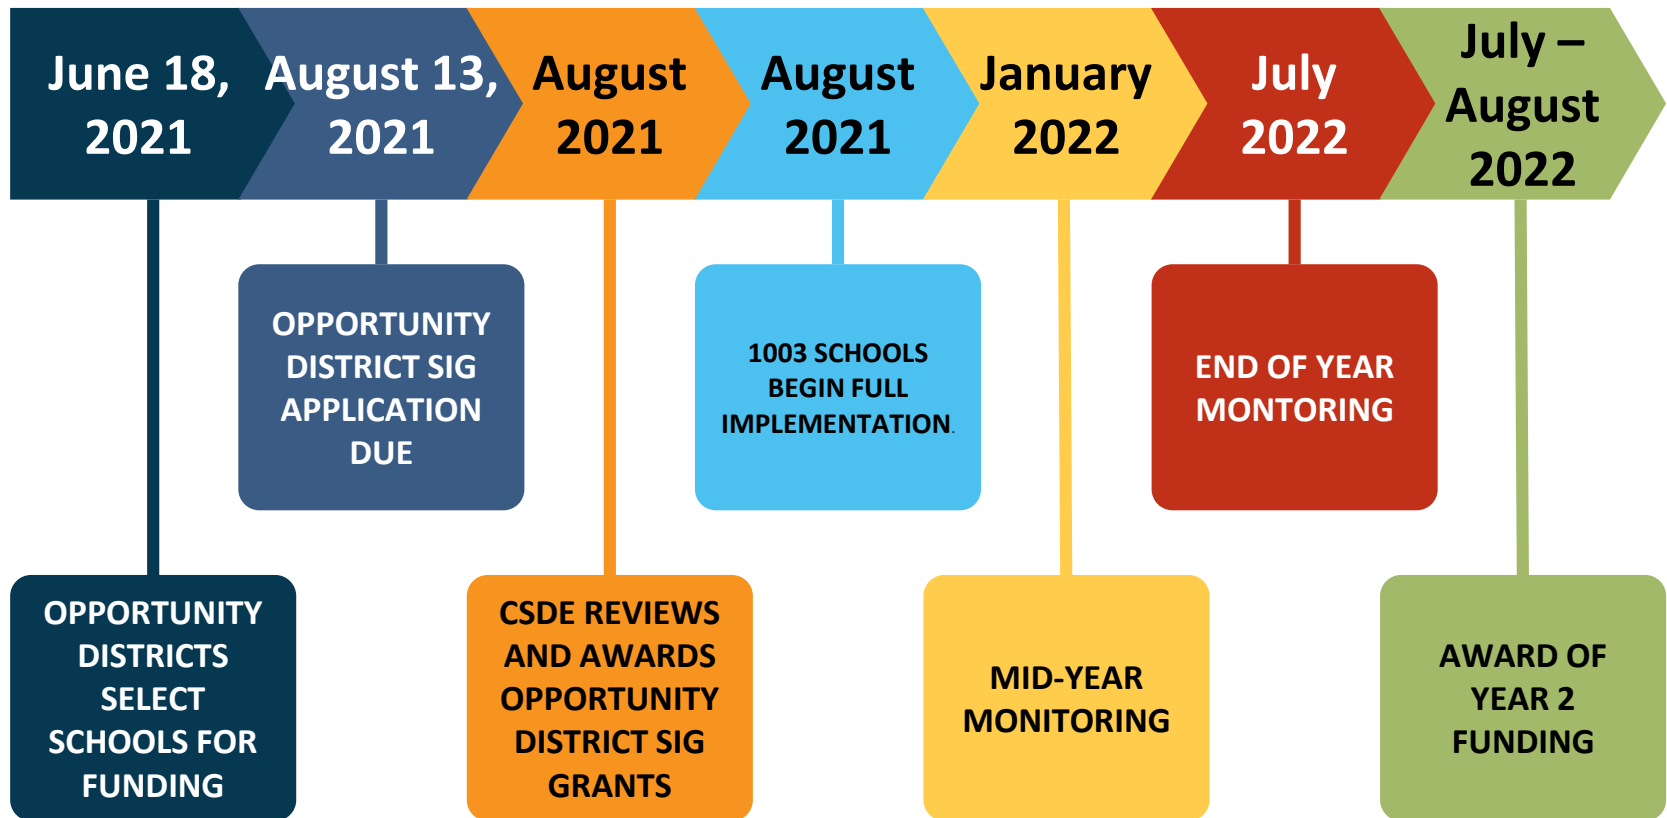 June 18,
2021
August 13,
2021
August
2021
August
2021
January
2022
July
2022
July –
August
2022
OPPORTUNITY
DISTRICT SIG
APPLICATION
DUE
1003 SCHOOLS
BEGIN FULL
IMPLEMENTATION.
END OF YEAR
MONTORING
OPPORTUNITY
DISTRICTS
SELECT
SCHOOLS FOR
FUNDING
CSDE REVIEWS
AND AWARDS
OPPORTUNITY
DISTRICT SIG
GRANTS
MID-YEAR
MONITORING
AWARD OF
YEAR 2
FUNDING